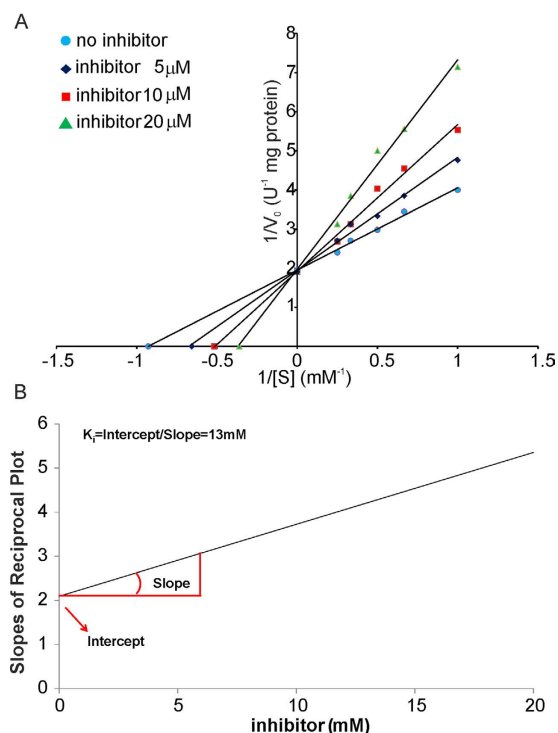 A
no inhibitor
inhibitor 5 μM
inhibitor 10 μM
inhibitor 20 μM
8
7
6
5
4
3
2
1
1/V0 (U-1 mg protein)
-1.5
-1
-0.5
0
0.5
1
1.5
1/[S] (mM-1)
B
Ki=Intercept/Slope=13mM
6
5
4
3
2
1
0
Slopes of Reciprocal Plot
Slope
Intercept
0
5
10
15
20
inhibitor (mM)